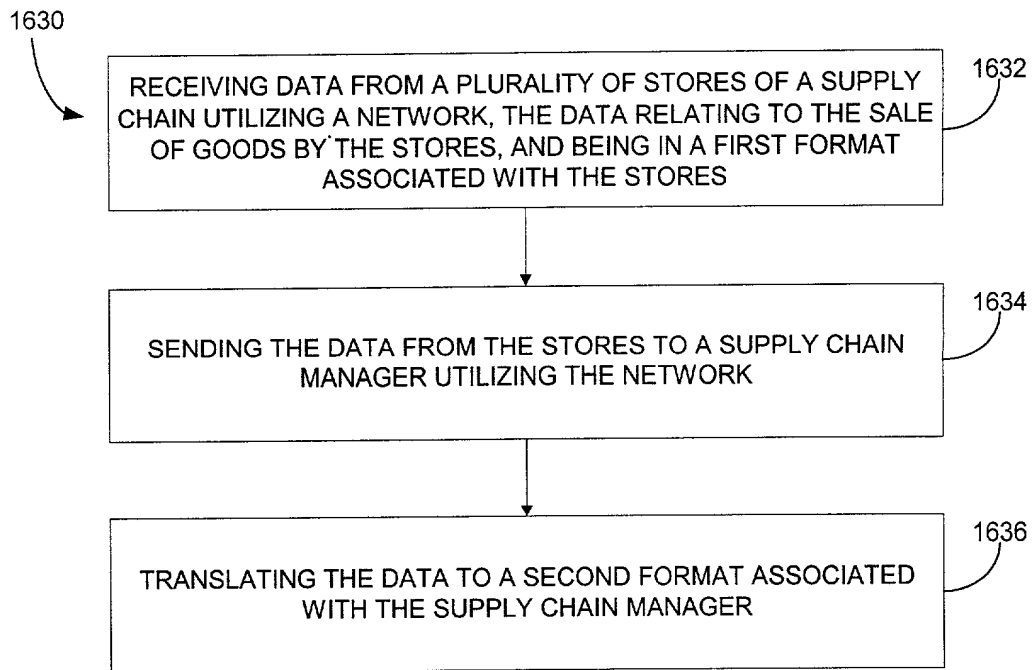 1630
RECEIVING DATA FROM A PLURALITY OF STORES OF A SUPPLY
CHAIN UTILIZING A NETWORK, THE DATA RELATING TO THE SALE
OF GOODS BY THE STORES, AND BEING IN A FIRST FORMAT
ASSOCIATED WITH THE STORES
1632
SENDING THE DATA FROM THE STORES TO A SUPPLY CHAIN
MANAGER UTILIZING THE NETWORK
1634
TRANSLATING THE DATA TO A SECOND FORMAT ASSOCIATED
WITH THE SUPPLY CHAIN MANAGER
1636